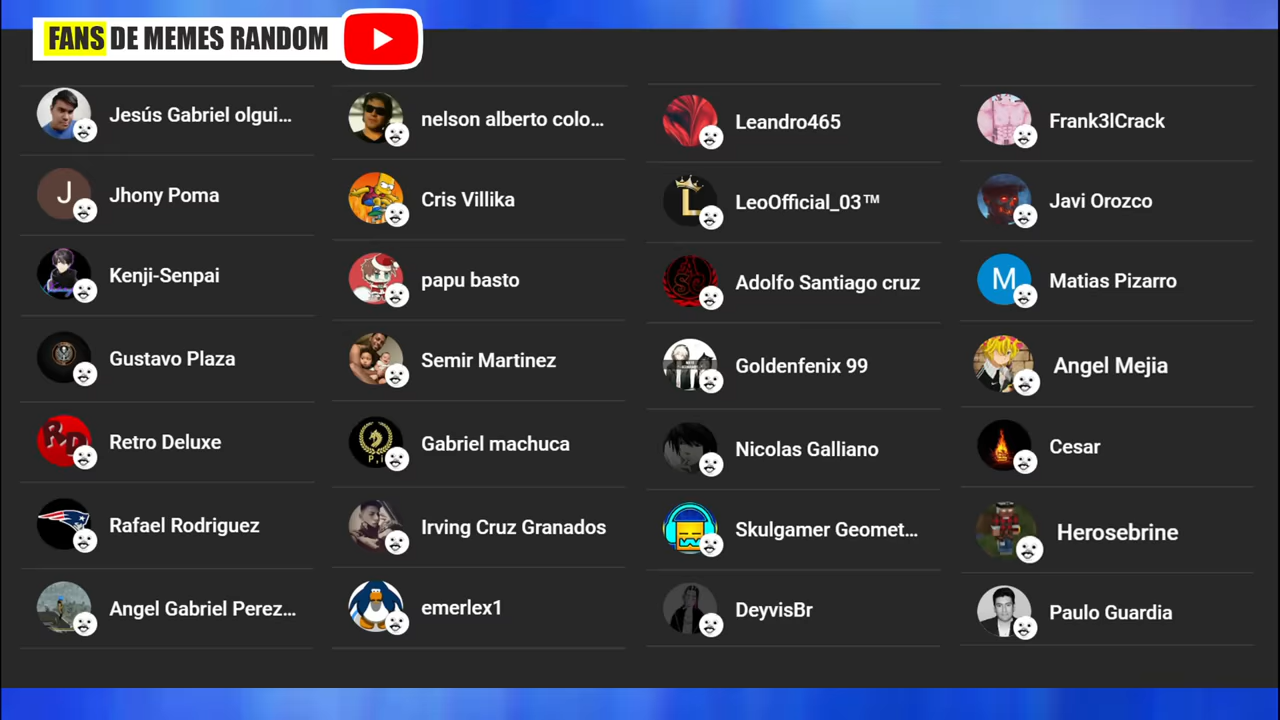 FANS DE MEMES RANDOM
Jesús Gabriel olgui...
J
Jhony Poma
Kenji-Senpai
Gustavo Plaza
RD
Retro Deluxe
Rafael Rodriguez
Angel Gabriel Perez...
nelson alberto colo...
Cris Villika
papu basto
Semir Martinez
Gabriel machuca
Irving Cruz Granados
emerlex1
Leandro465
L
LeoOfficial_03™
ASC
Adolfo Santiago cruz
Goldenfenix 99
Nicolas Galliano
Skulgamer Geomet...
DeyvisBr
Frank3lCrack
Javi Orozco
M
Matias Pizarro
Angel Mejia
Cesar
Herosebrine
Paulo Guardia